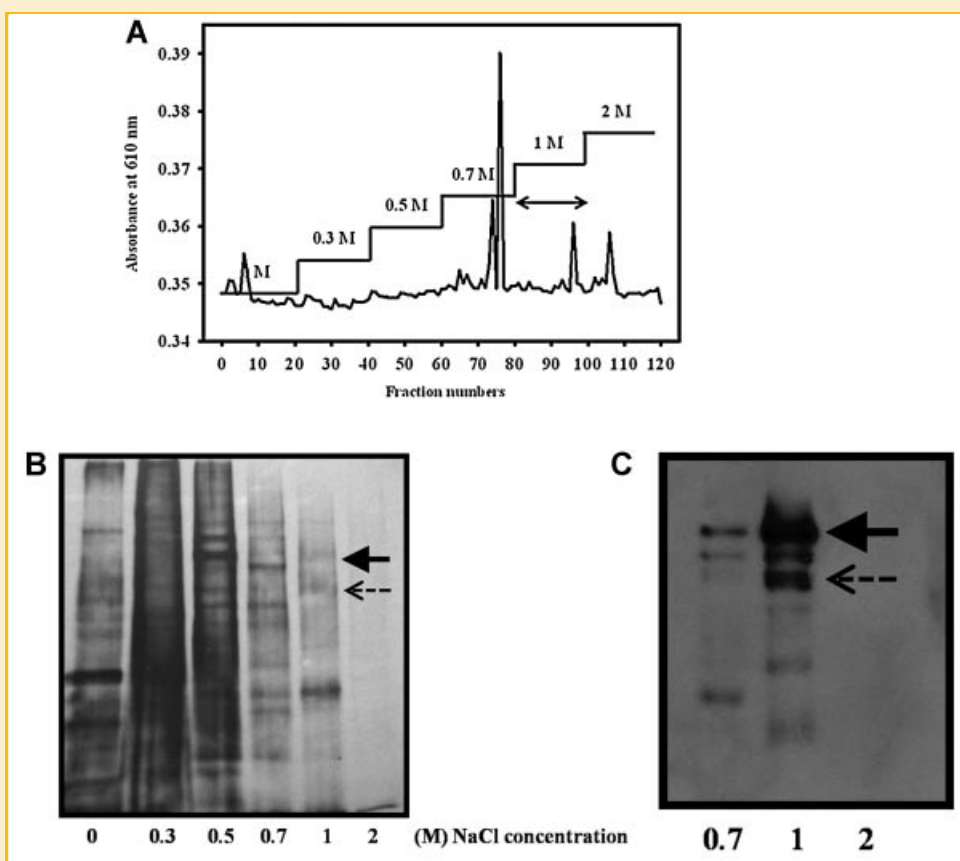 A
Absorbance at 610 nm
0.39
0.38
0.37
0.36
0.35
0.34
M
0.3 M
0.5 M
0.7 M
1 M
2 M
0 10 20 30 40 50 60 70 80 90 100 110 120
Fraction numbers
B
0 0.3 0.5 0.7 1 2 (M) NaCl concentration
C
0.7 1 2